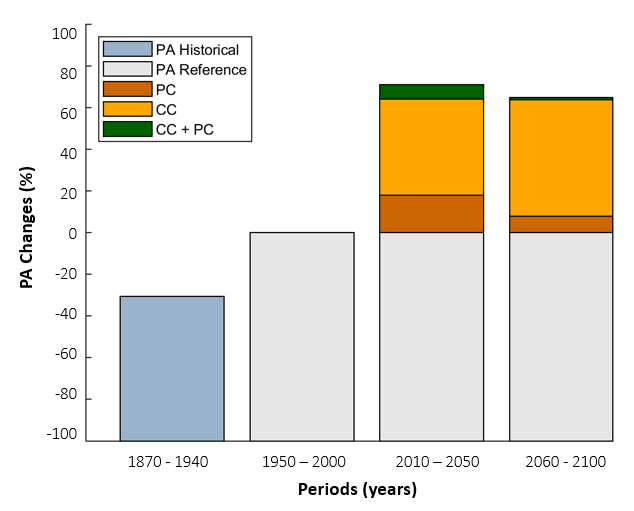 100
80
60
40
20
0
-20
-40
-60
-80
-100
PA Changes (%)
PA Historical
PA Reference
PC
CC
CC + PC
1870 - 1940
1950 – 2000
2010 – 2050
2060 - 2100
Periods (years)